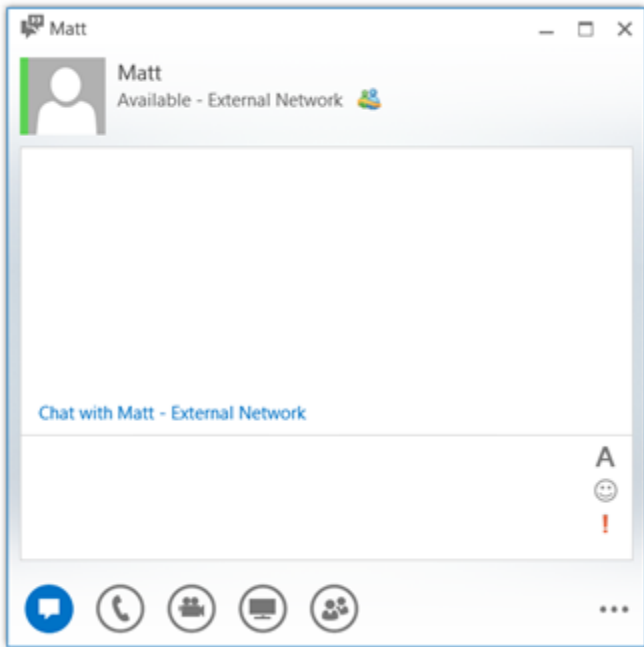 Matt
Matt
Available - External Network
Chat with Matt - External Network
A
!